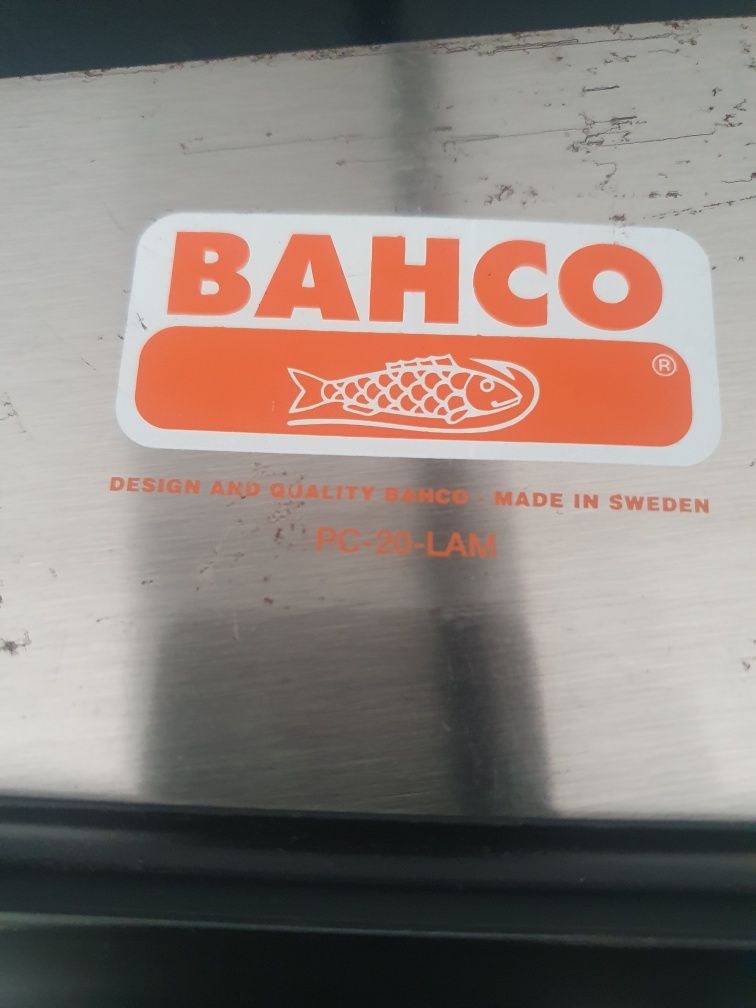 BAHCO
®
DESIGN AND QUALITY BAHCO - MADE IN SWEDEN
PC-20-LAM